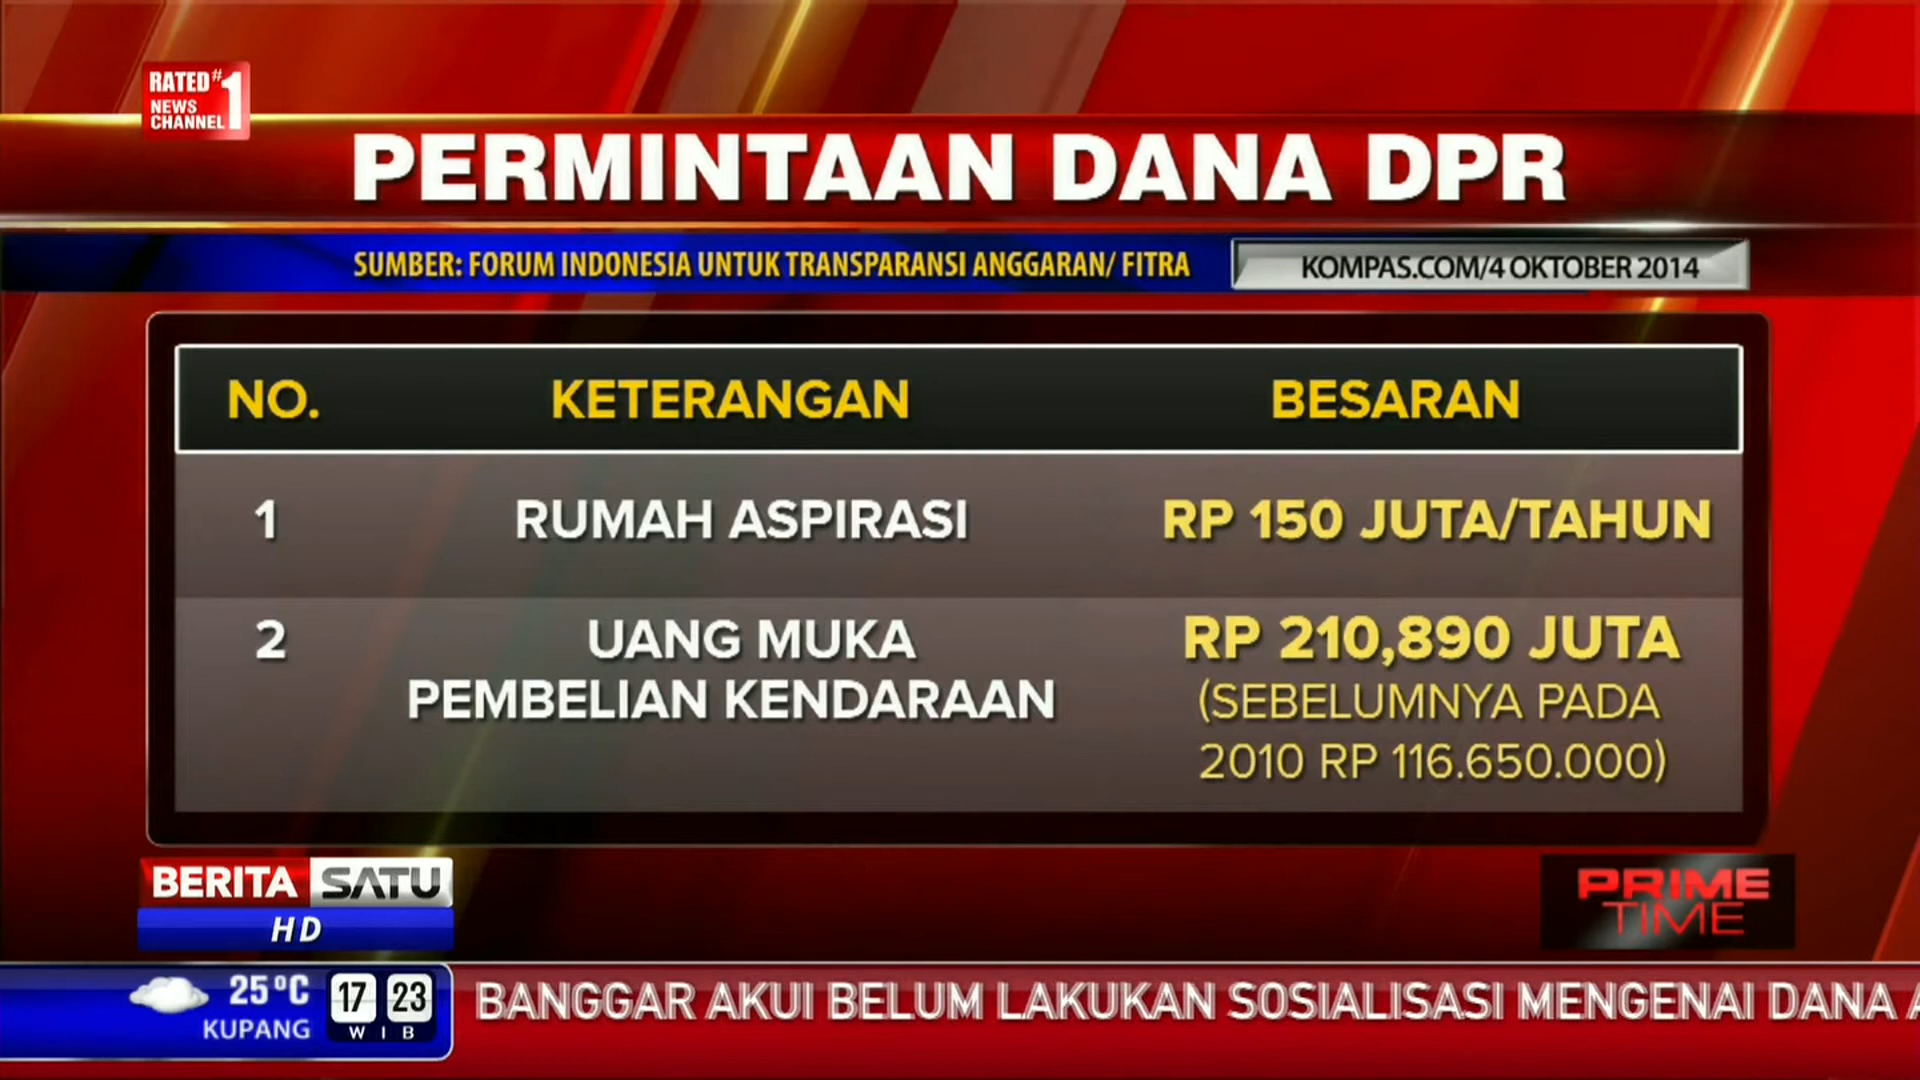 RATED #1
NEWS
CHANNEL
PERMINTAAN DANA DPR
SUMBER: FORUM INDONESIA UNTUK TRANSPARANSI ANGGARAN/ FITRA
KOMPAS.COM/4 OKTOBER 2014
NO. KETERANGAN BESARAN
1 RUMAH ASPIRASI RP 150 JUTA/TAHUN
2 UANG MUKA RP 210,890 JUTA
PEMBELIAN KENDARAAN (SEBELUMNYA PADA
2010 RP 116.650.000)
BERITA SATU
HD
PRIME
TIME
25°C
KUPANG
17 23
WIB
BANGGAR AKUI BELUM LAKUKAN SOSIALISASI MENGENAI DANA A